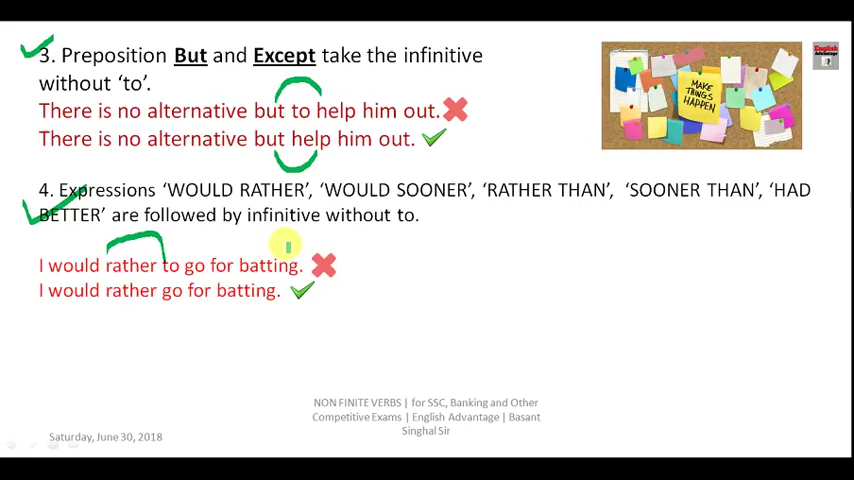 3. Preposition But and Except take the infinitive
without ‘to’.
There is no alternative but to help him out.
There is no alternative but help him out.
MAKE
THINGS
HAPPEN
English
Advantage
4. Expressions ‘WOULD RATHER’, ‘WOULD SOONER’, ‘RATHER THAN’, ‘SOONER THAN’, ‘HAD
BETTER’ are followed by infinitive without to.
I would rather to go for batting.
I would rather go for batting.
NON FINITE VERBS | for SSC, Banking and Other
Competitive Exams | English Advantage | Basant
Singhal Sir
Saturday, June 30, 2018